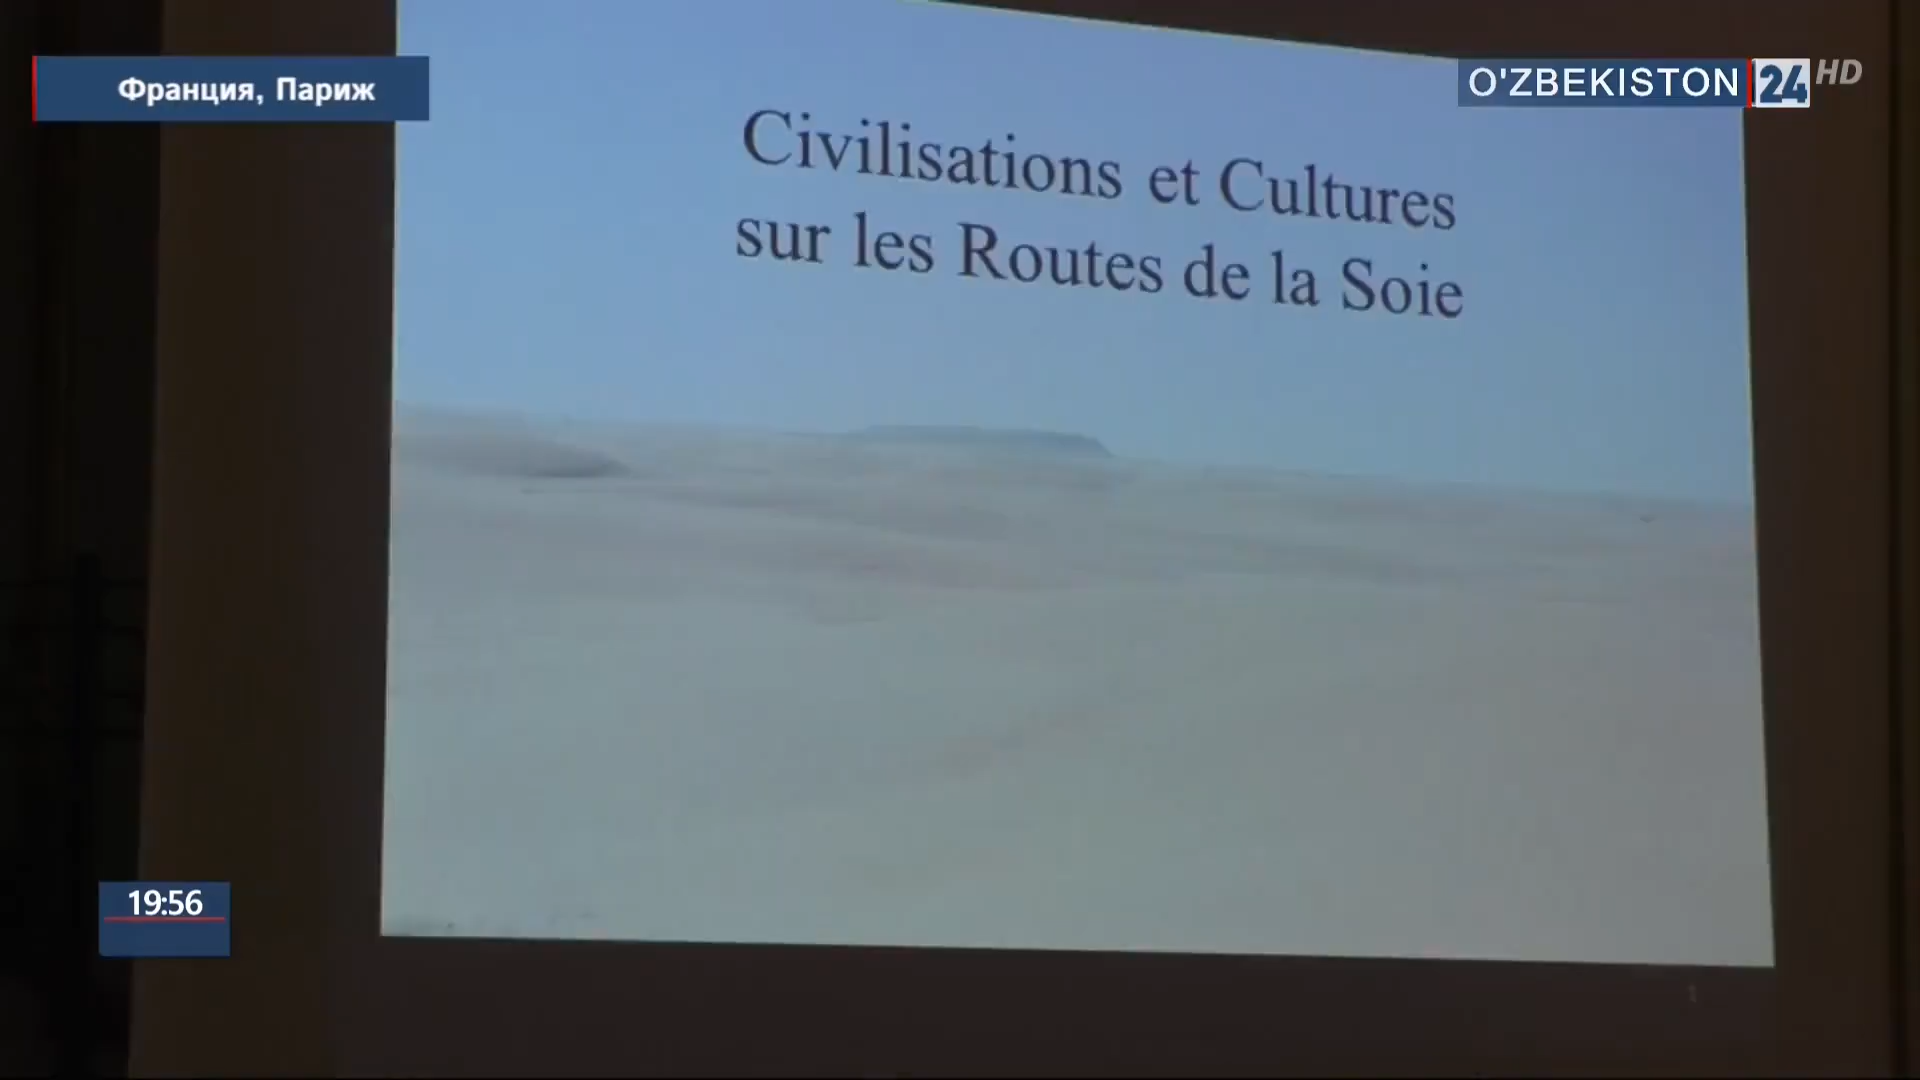 Франция, Париж
O'ZBEKISTON 24 HD
Civilisations et Cultures
sur les Routes de la Soie
19:56